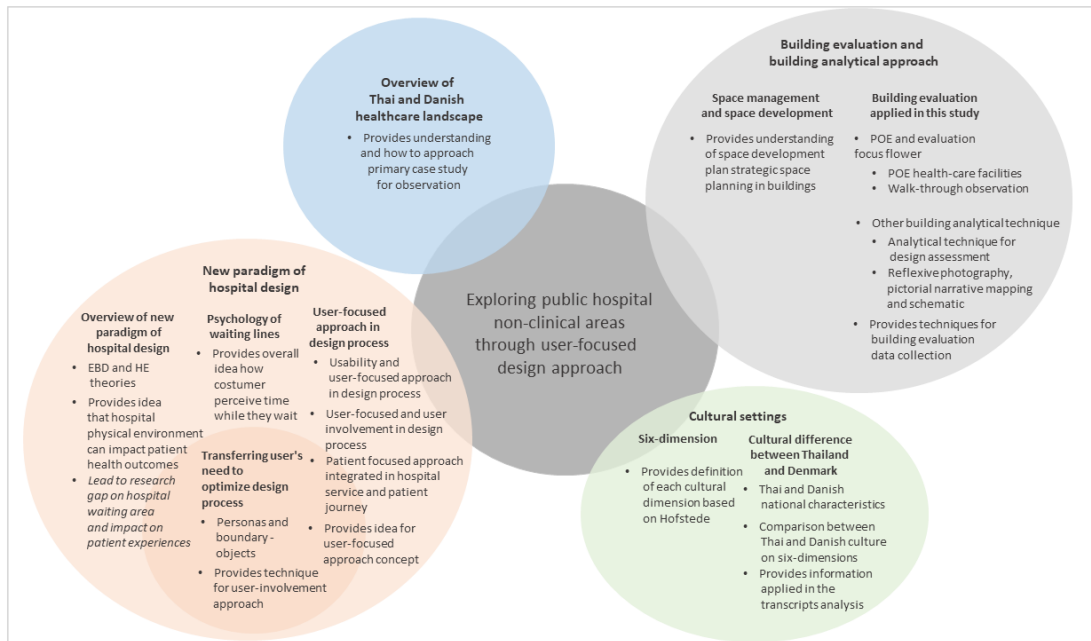 Overview of
Thai and Danish
healthcare landscape
• Provides understanding
and how to approach
primary case study
for observation
Building evaluation and
building analytical approach
Space management
and space development
• Provides understanding
of space development
plan strategic space
planning in buildings
Building evaluation
applied in this study
• POE and evaluation
focus flower
• POE health-care facilities
• Walk-through observation
• Other building analytical technique
• Analytical technique for
design assessment
• Reflexive photography,
pictorial narrative mapping
and schematic
• Provides techniques for
building evaluation
data collection
Exploring public hospital
non-clinical areas
through user-focused
design approach
New paradigm of
hospital design
Overview of new
paradigm of
hospital design
• EBD and HE
theories
• Provides idea
that hospital
physical environment
can impact patient
health outcomes
• Lead to research
gap on hospital
waiting area
and impact on
patient experiences
Psychology of
waiting lines
• Provides overall
idea how
costumer
perceive time
while they wait
Transferring user's
need to
optimize design
process
• Personas and
boundary -
objects
• Provides technique
for user-involvement
approach
User-focused
approach in
design process
• Usability and
user-focused approach
in design process
• User-focused and user
involvement in design
process
• Patient focused approach
integrated in hospital
service and patient
journey
• Provides idea for
user-focused
approach concept
Cultural settings
Six-dimension
• Provides definition
of each cultural
dimension based
on Hofstede
Cultural difference
between Thailand
and Denmark
• Thai and Danish
national characteristics
• Comparison between
Thai and Danish culture
on six-dimensions
• Provides information
applied in the
transcripts analysis